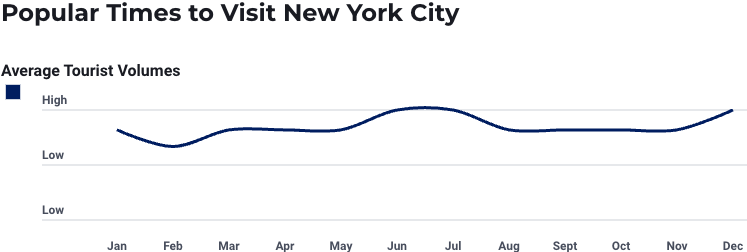 Popular Times to Visit New York City
Average Tourist Volumes
High
Low
Low
Jan Feb Mar Apr May Jun Jul Aug Sept Oct Nov Dec